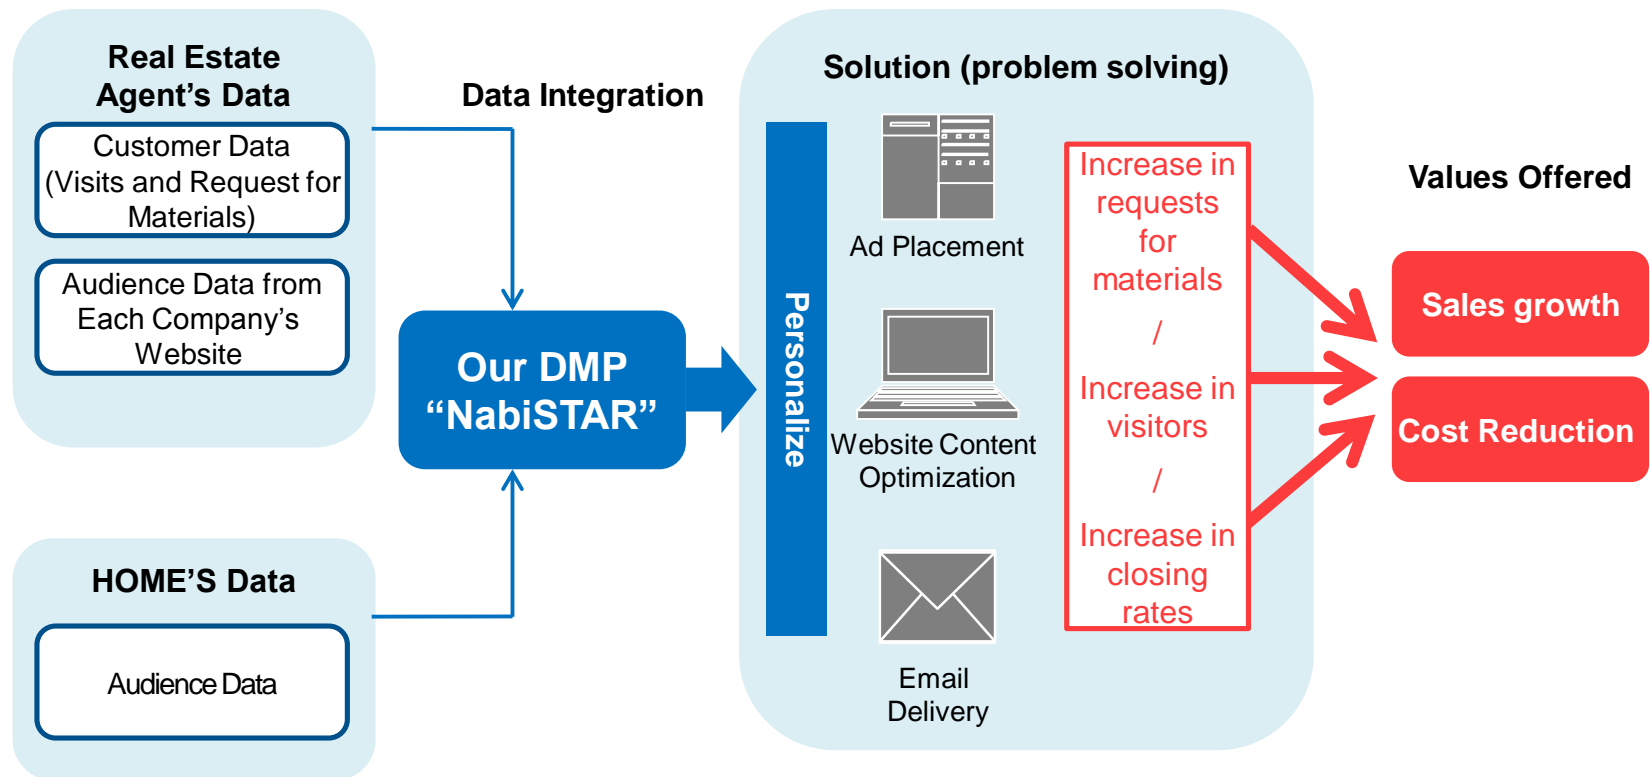 Real Estate
Agent's Data
Customer Data
(Visits and Request for
Materials)
Audience Data from
Each Company's
Website
HOME'S Data
Audience Data
Data Integration
Our DMP
“NabiSTAR”
Solution (problem solving)
Personalize
Ad Placement
Website Content
Optimization
Email
Delivery
Increase in
requests
for
materials
/
Increase in
visitors
/
Increase in
closing
rates
Values Offered
Sales growth
Cost Reduction